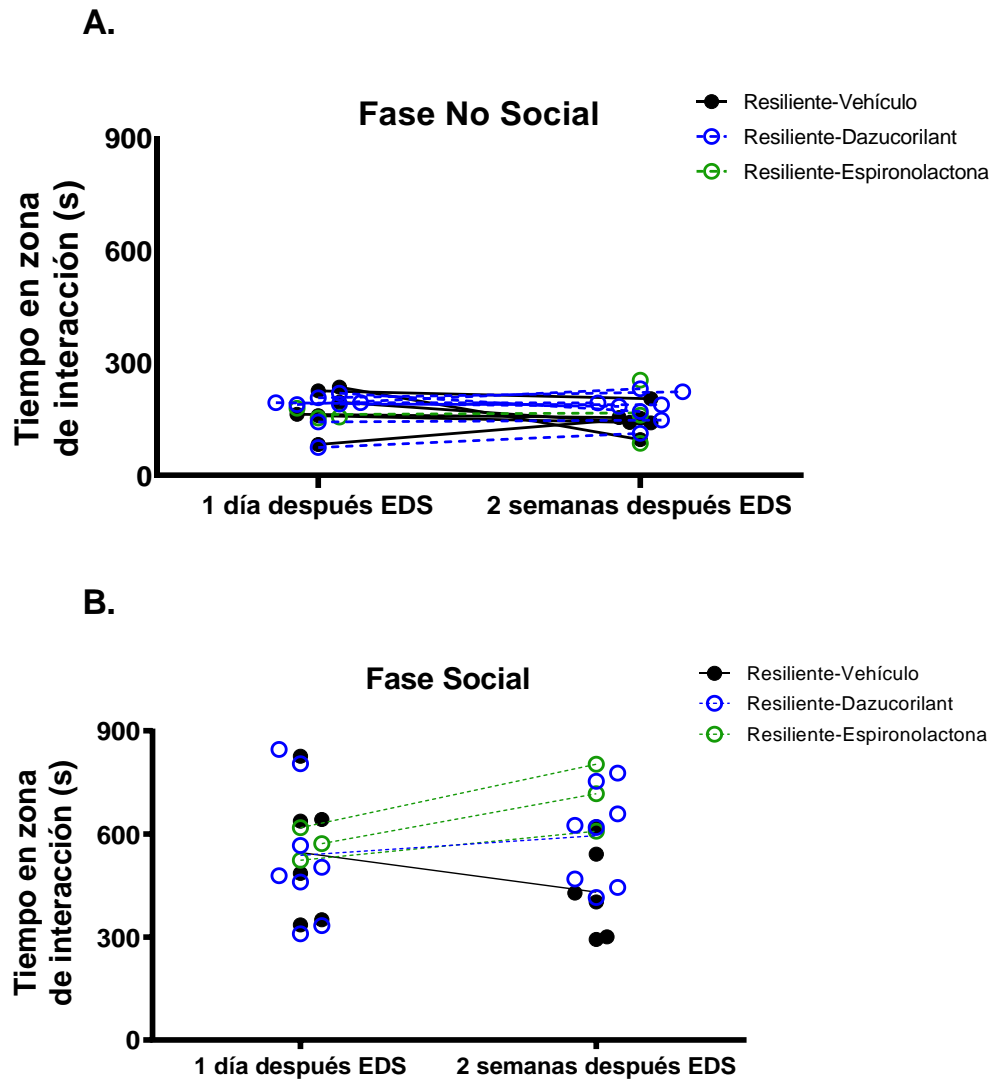 A.
Fase No Social
Resiliente-Vehículo
Resiliente-Dazucorilant
Resiliente-Espironolactona
Tiempo en zona
de interacción (s)
900
600
300
0
1 día después EDS
2 semanas después EDS
B.
Fase Social
Resiliente-Vehículo
Resiliente-Dazucorilant
Resiliente-Espironolactona
Tiempo en zona
de interacción (s)
900
600
300
0
1 día después EDS
2 semanas después EDS